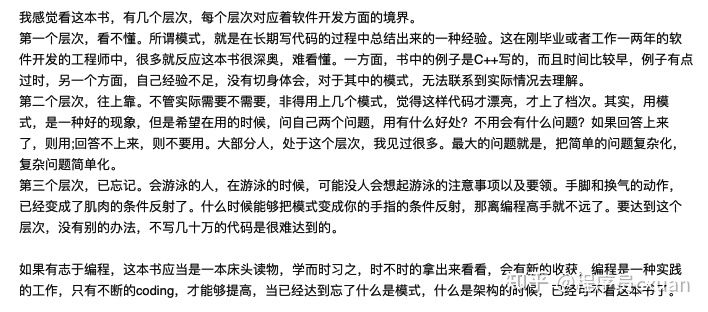 我感觉看这本书，有几个层次，每个层次对应着软件开发方面的境界。
第一个层次，看不懂。所谓模式，就是在长期写代码的过程中总结出来的一种经验。这在刚毕业或者工作一两年的软
件开发的工程师中，很多就反应这本书很深奥，难看懂。一方面，书中的例子是C++写的，而且时间比较早，例子有点
过时，另一个方面，自己经验不足，没有切身体会，对于其中的模式，无法联系到实际情况去理解。
第二个层次，往上靠。不管实际需要不需要，非得用上几个模式，觉得这样代码才漂亮，才上了档次。其实，用模
式，是一种好的现象，但是希望在用的时候，问自己两个问题，用有什么好处？不用会有什么问题？如果回答上来
了，则用;回答不上来，则不要用。大部分人，处于这个层次，我见过很多。最大的问题就是，把简单的问题复杂化，
复杂问题简单化。
第三个层次，已忘记。会游泳的人，在游泳的时候，可能没人会想起游泳的注意事项以及要领。手脚和换气的动作，
已经变成了肌肉的条件反射了。什么时候能够把模式变成你的手指的条件反射，那离编程高手就不远了。要达到这个
层次，没有别的办法，不写几十万的代码是很难达到的。
如果有志于编程，这本书应当是一本床头读物，学而时习之，时不时的拿出来看看，会有新的收获，编程是一种实践
的工作，只有不断的coding，才能够提高，当已经达到忘了什么是模式，什么是架构的时候，已经可不看这本书了。
知乎 @程序员cxuan